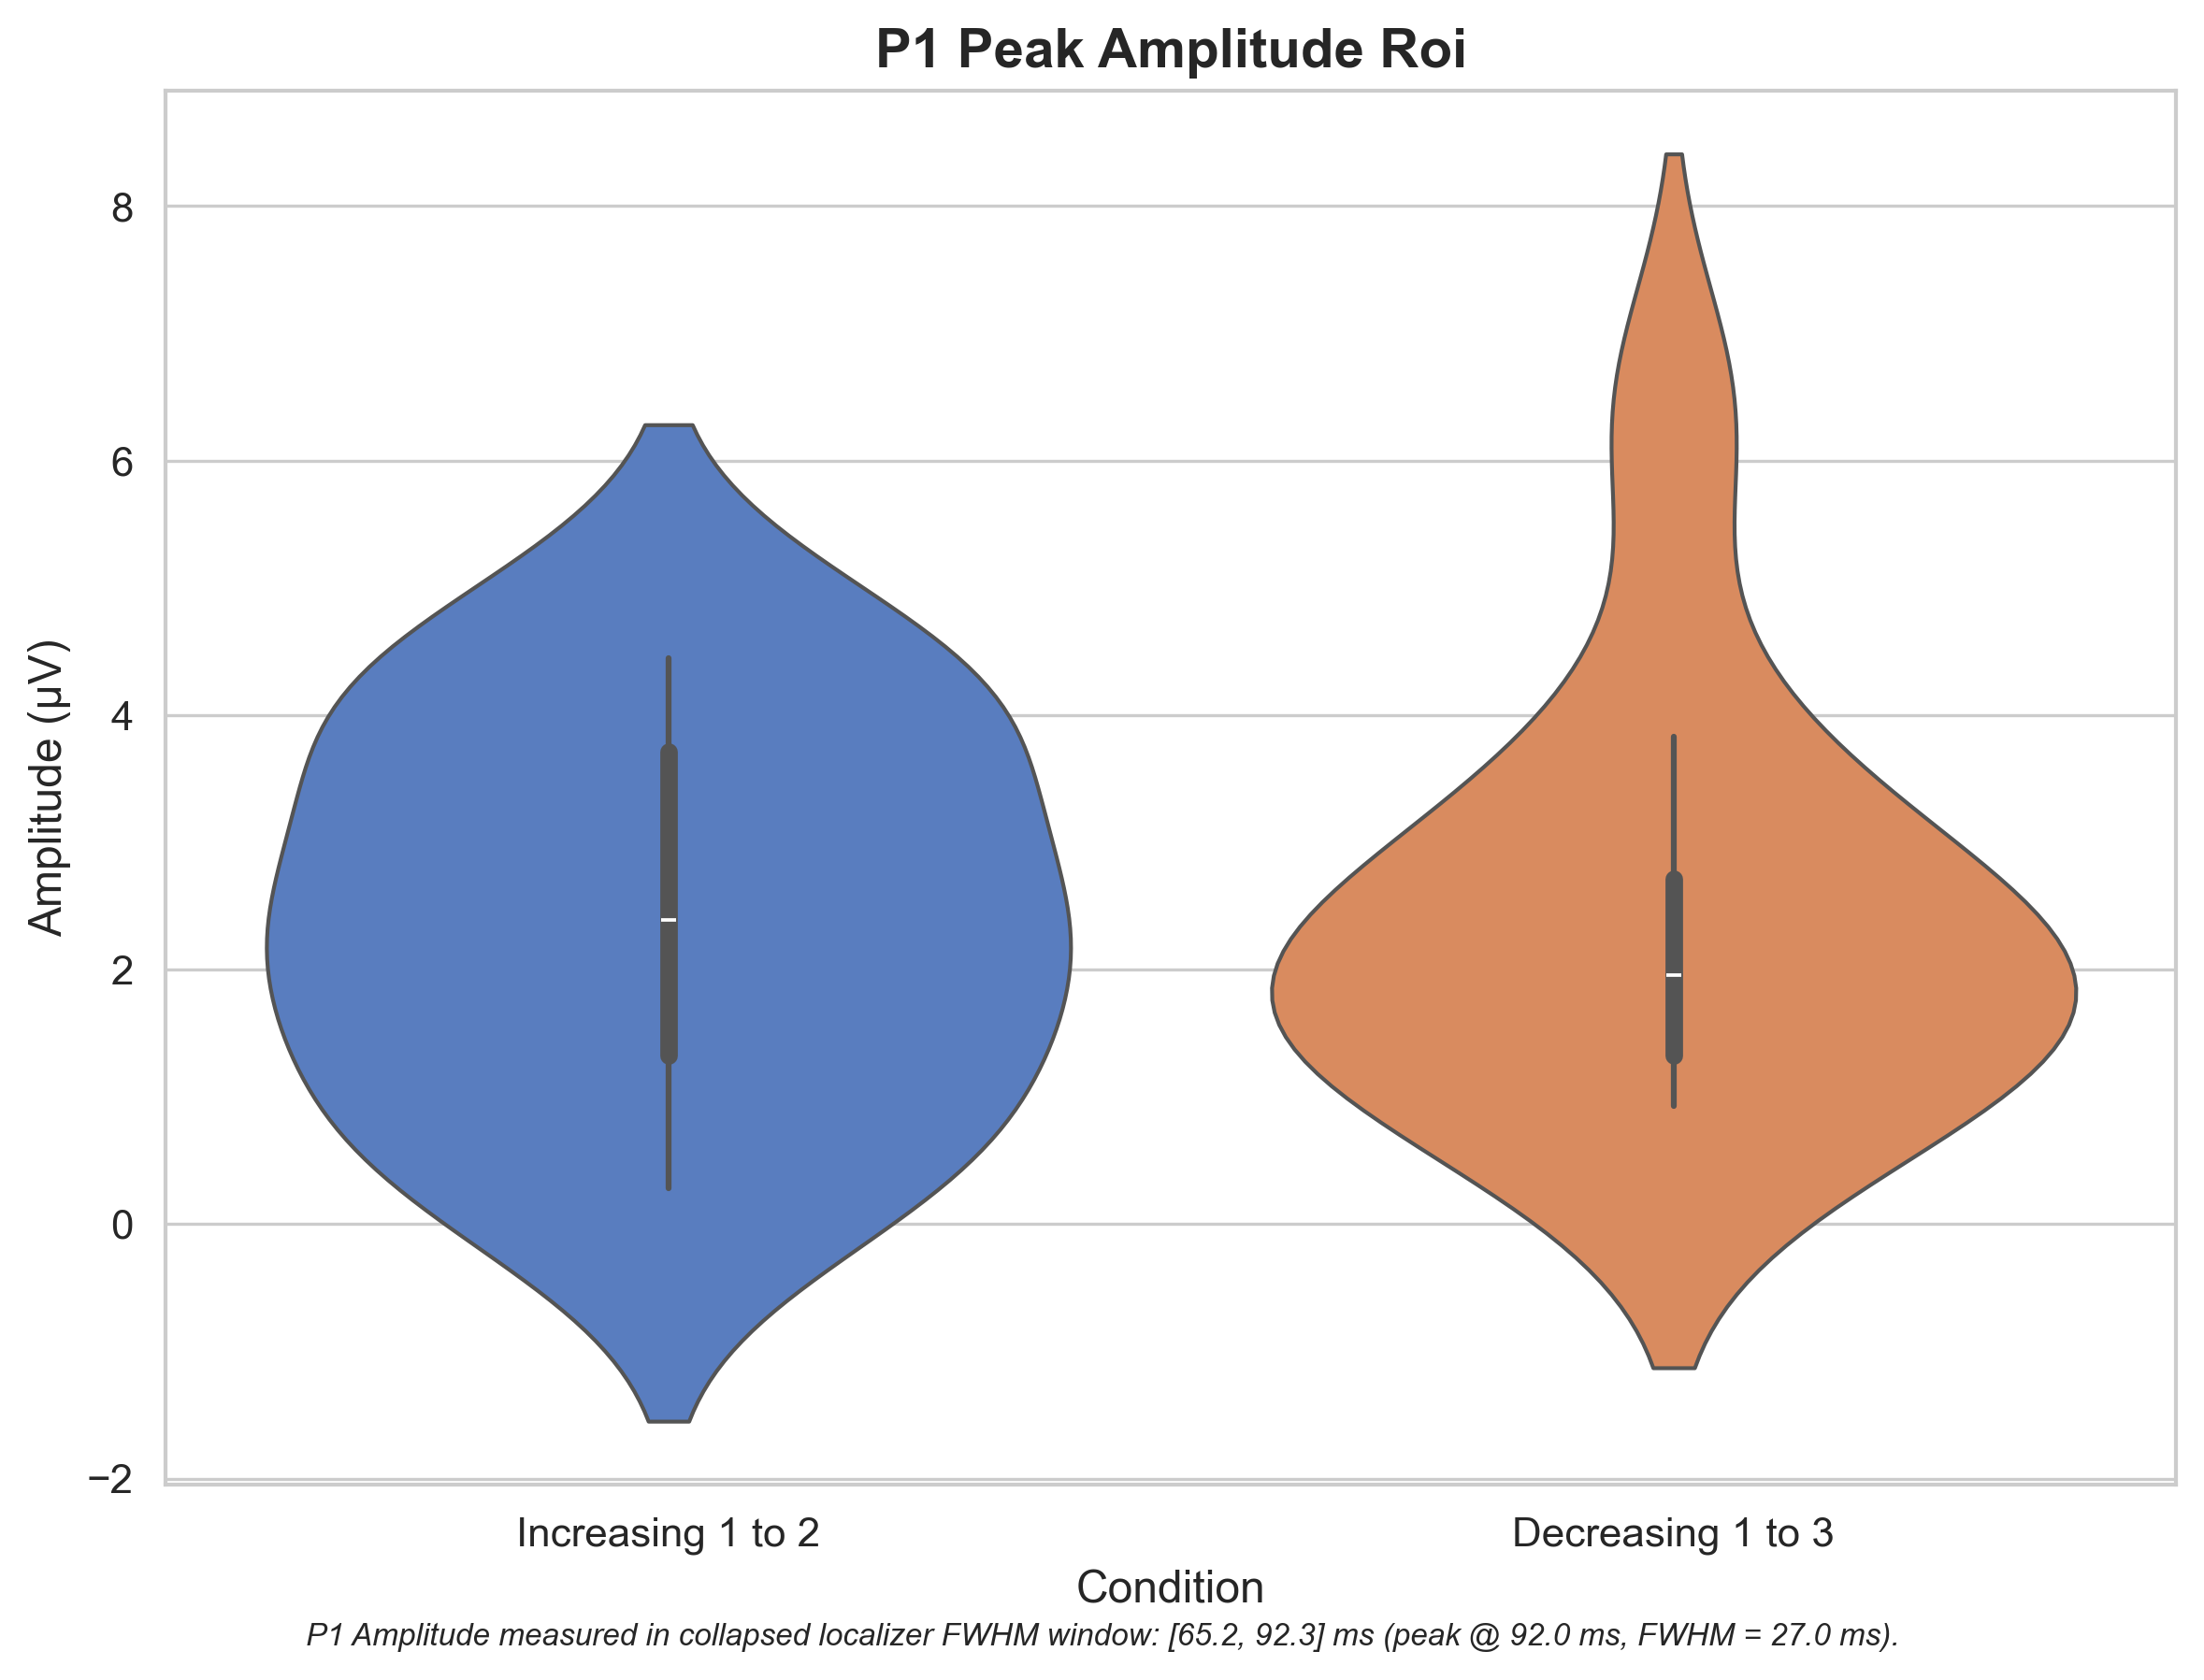 P1 Peak Amplitude Roi
Amplitude (µV)
8
6
4
2
0
−2
Increasing 1 to 2
Decreasing 1 to 3
Condition
P1 Amplitude measured in collapsed localizer FWHM window: [65.2, 92.3] ms (peak @ 92.0 ms, FWHM = 27.0 ms).